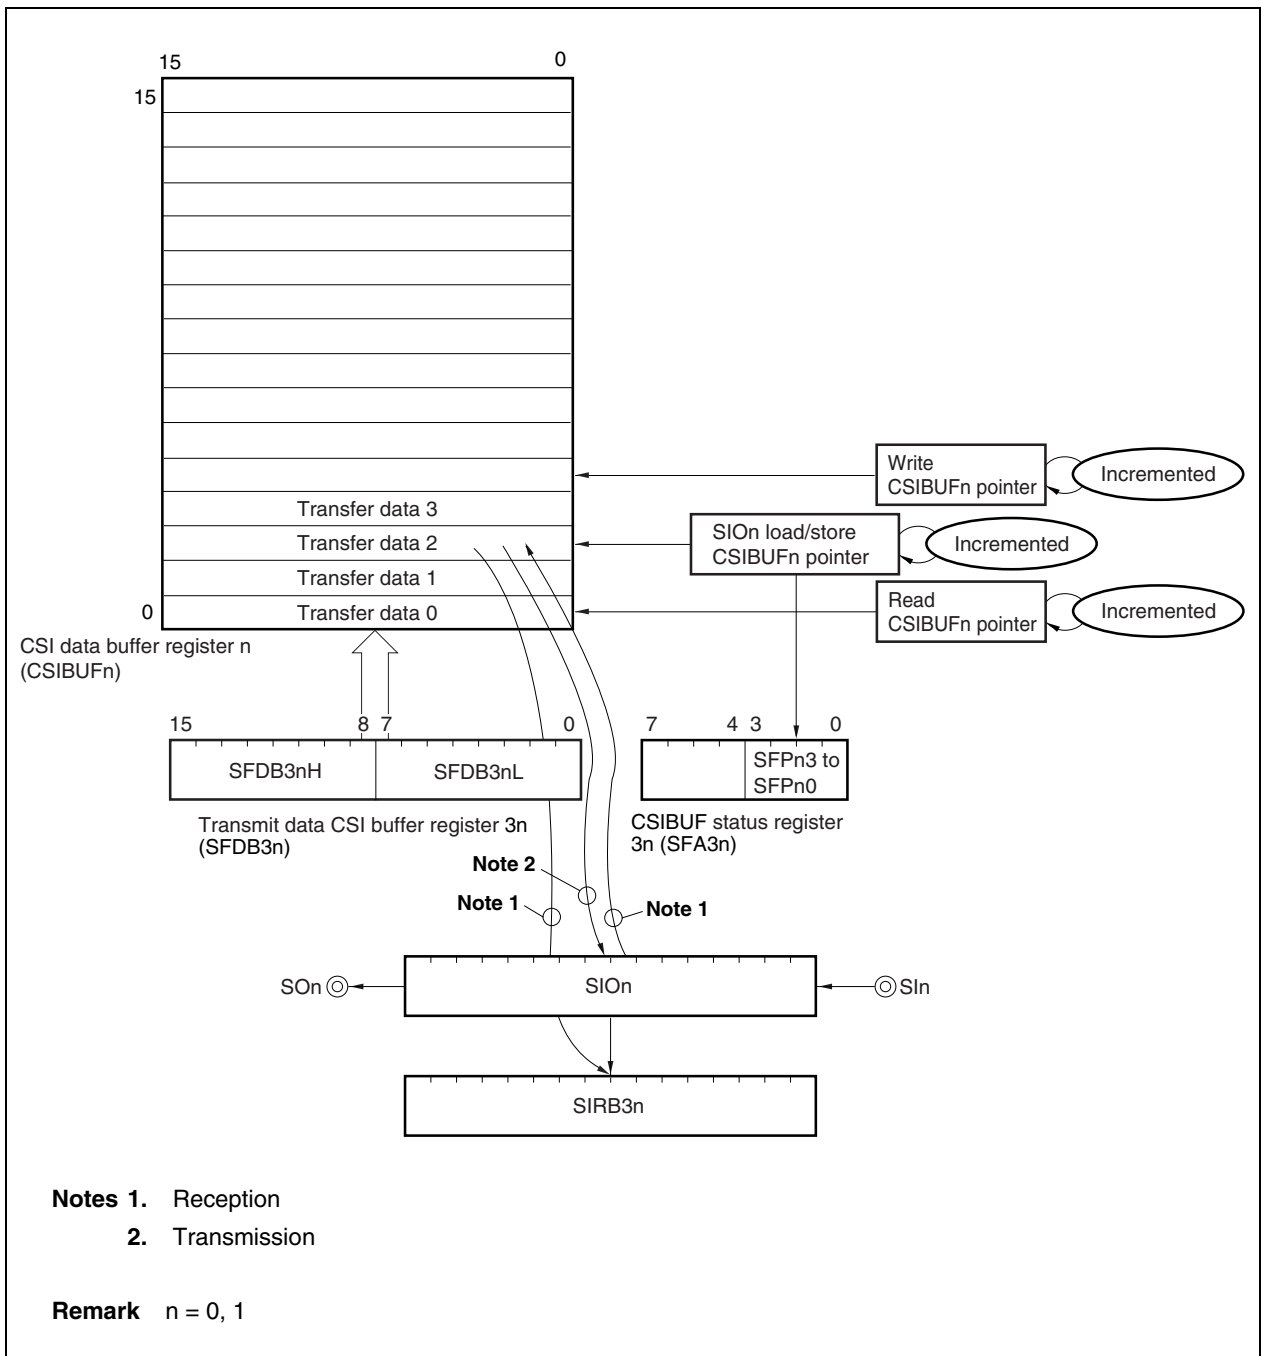 15 0
15
Transfer data 3
Transfer data 2
Transfer data 1
0 Transfer data 0
CSI data buffer register n
(CSIBUFn)
Write
CSIBUFn pointer
Incremented
SIOn load/store
CSIBUFn pointer
Incremented
Read
CSIBUFn pointer
Incremented
15 8 7 0
SFDB3nH SFDB3nL
Transmit data CSI buffer register 3n
(SFDB3n)
7 4 3 0
SFPn3 to
SFPn0
CSIBUF status register
3n (SFA3n)
Note 2
Note 1
Note 1
SOn SIOn SIn
SIRB3n
Notes 1. Reception
2. Transmission
Remark n = 0, 1